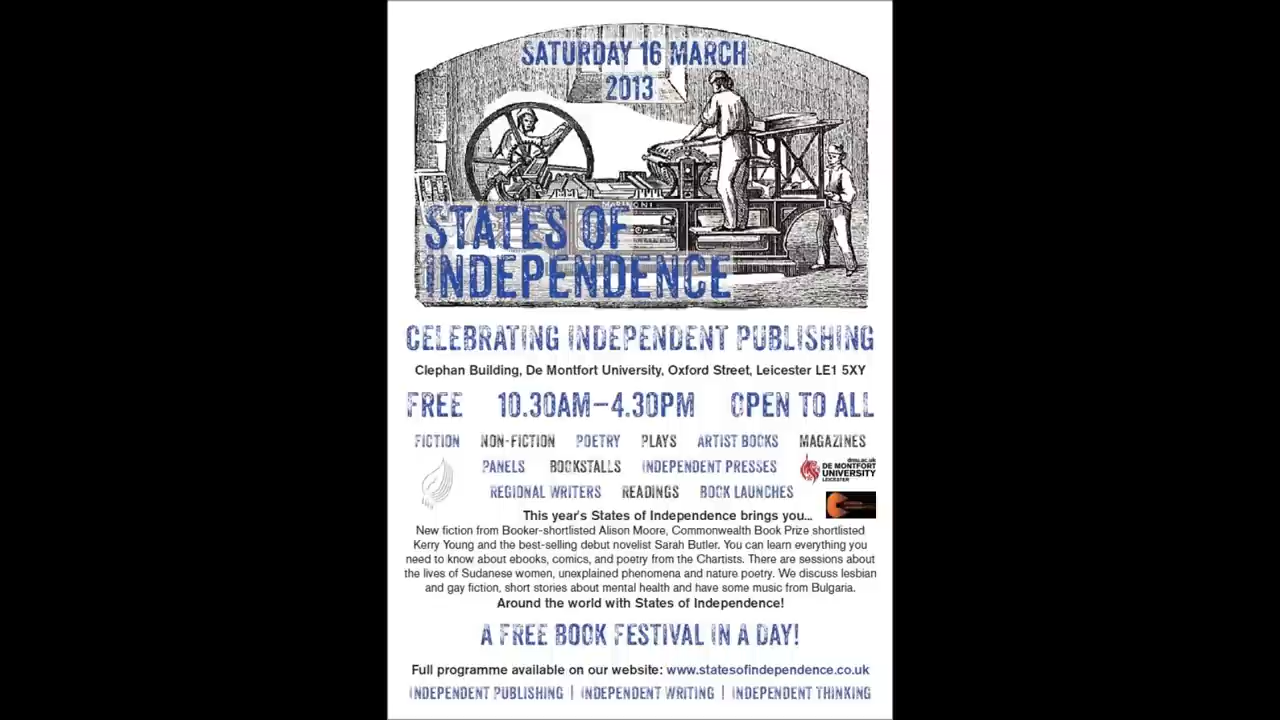 SATURDAY 16 MARCH
2013
MARINONI
STATES OF
INDEPENDENCE
CELEBRATING INDEPENDENT PUBLISHING
Clephan Building, De Montfort University, Oxford Street, Leicester LE1 5XY
FREE 10.30AM–4.30PM OPEN TO ALL
FICTION NON-FICTION POETRY PLAYS ARTIST BOOKS MAGAZINES
PANELS BOOKSTALLS INDEPENDENT PRESSES
dmu.ac.uk
DE MONTFORT
UNIVERSITY
LEICESTER
REGIONAL WRITERS READINGS BOOK LAUNCHES
This year's States of Independence brings you...
New fiction from Booker-shortlisted Alison Moore, Commonwealth Book Prize shortlisted
Kerry Young and the best-selling debut novelist Sarah Butler. You can learn everything you
need to know about ebooks, comics, and poetry from the Chartists. There are sessions about
the lives of Sudanese women, unexplained phenomena and nature poetry. We discuss lesbian
and gay fiction, short stories about mental health and have some music from Bulgaria.
Around the world with States of Independence!
A FREE BOOK FESTIVAL IN A DAY!
Full programme available on our website: www.statesofindependence.co.uk
INDEPENDENT PUBLISHING | INDEPENDENT WRITING | INDEPENDENT THINKING